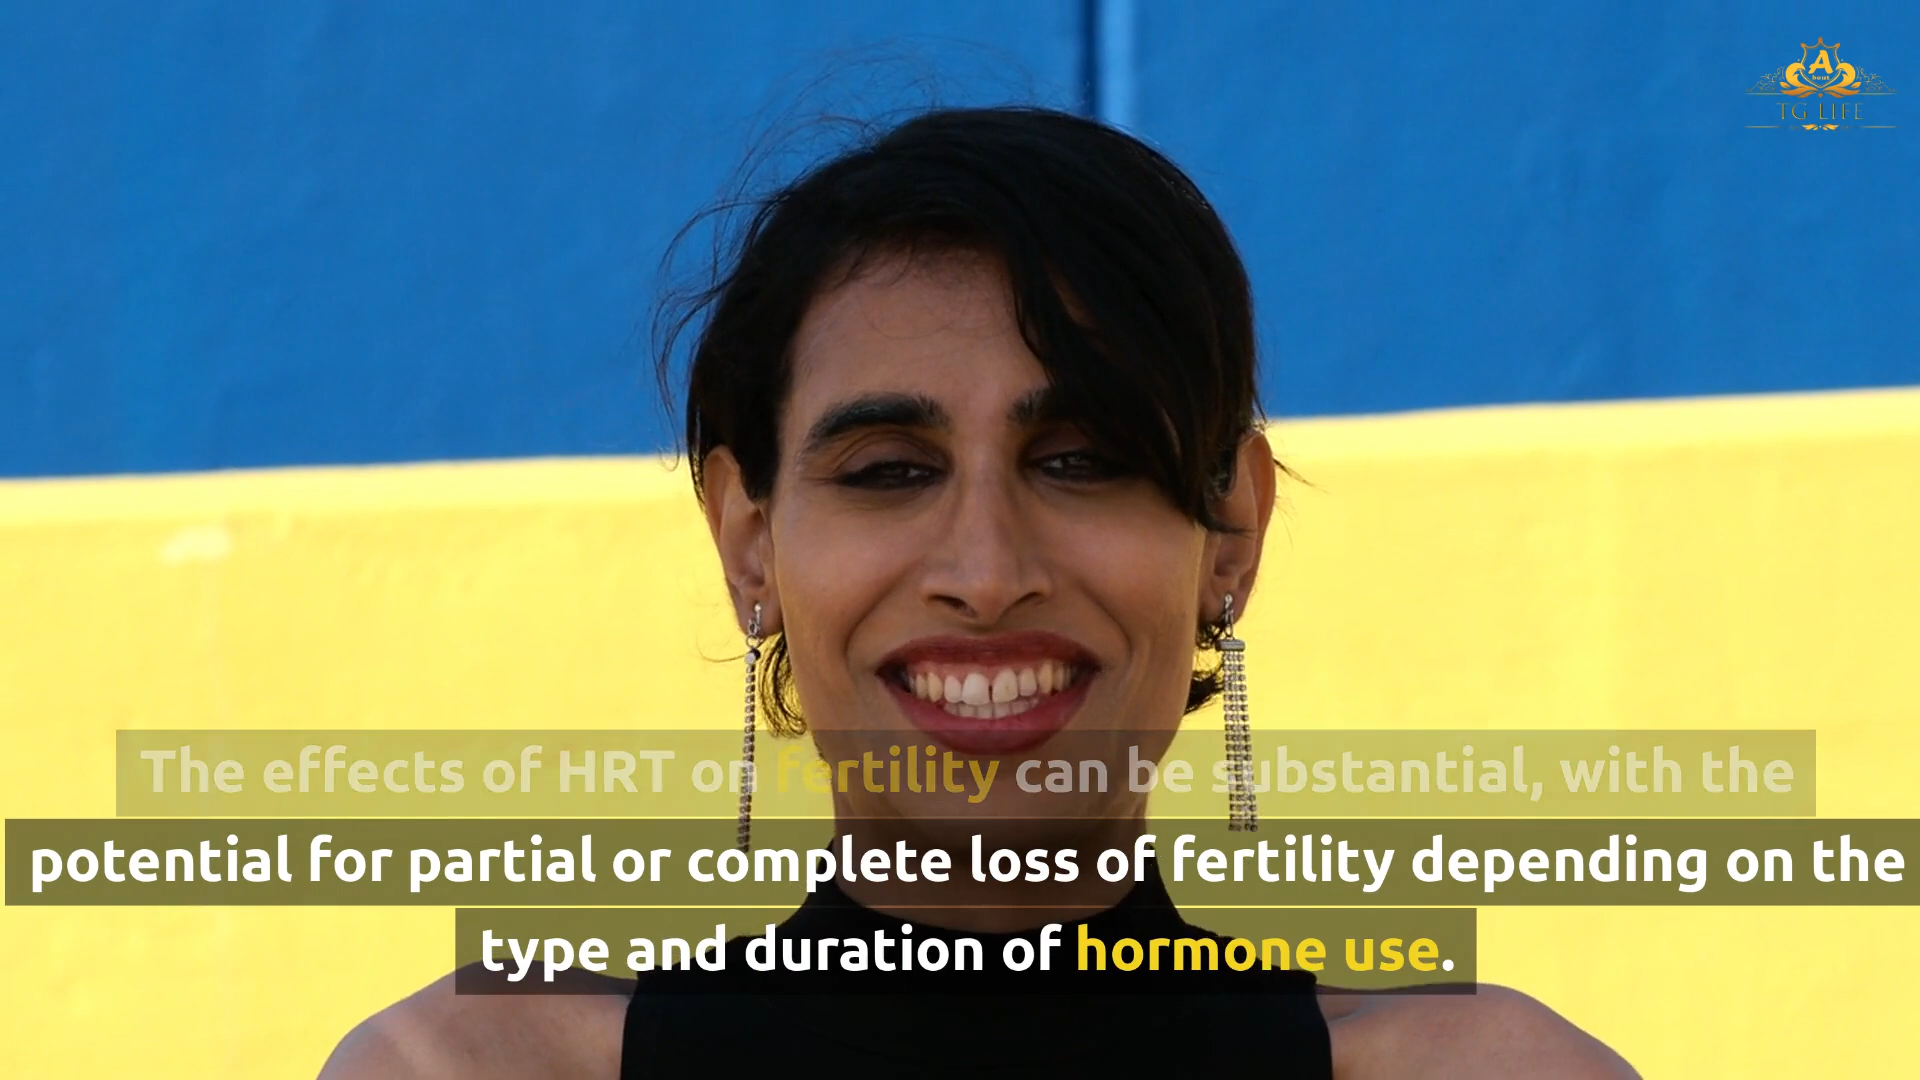 A
bout
TG LIFE
The effects of HRT on fertility can be substantial, with the
potential for partial or complete loss of fertility depending on the
type and duration of hormone use.